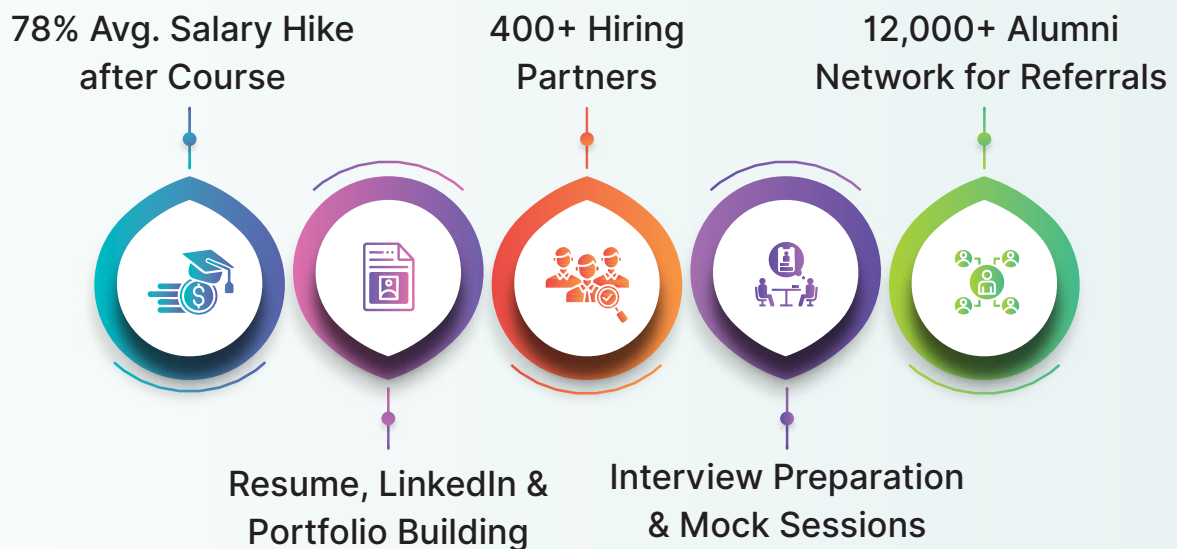 78% Avg. Salary Hike
after Course
400+ Hiring
Partners
12,000+ Alumni
Network for Referrals
Resume, LinkedIn &
Portfolio Building
Interview Preparation
& Mock Sessions